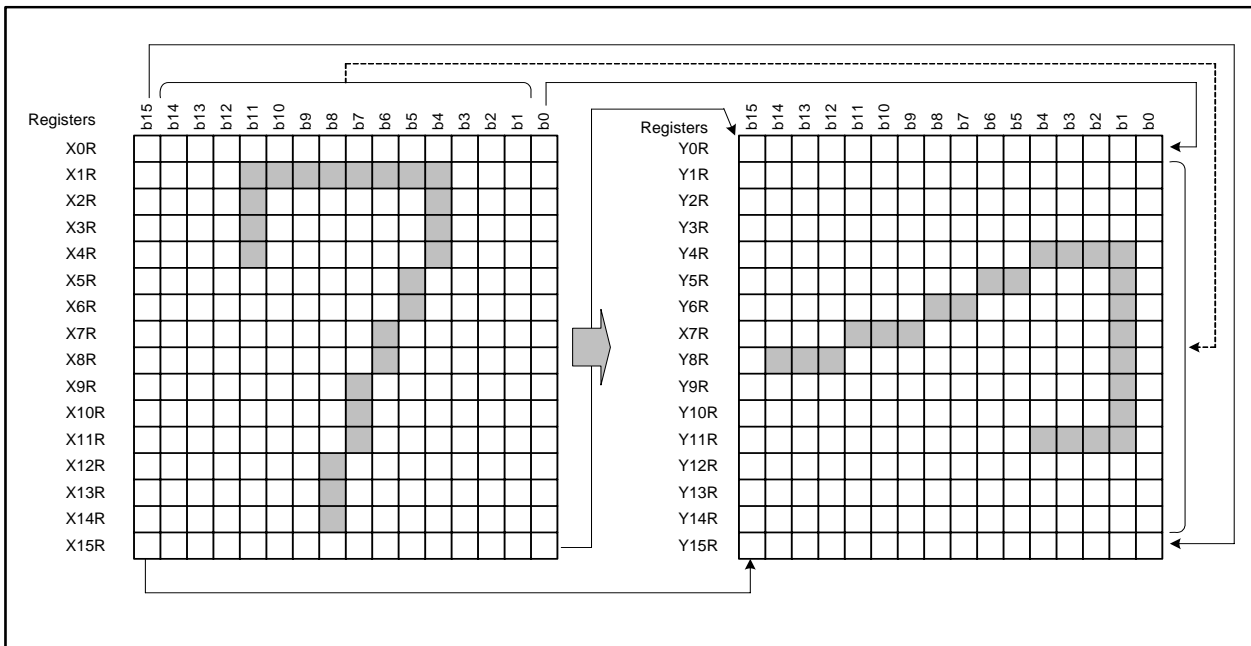 b15 b14 b13 b12 b11 b10 b9 b8 b7 b6 b5 b4 b3 b2 b1 b0
Registers
X0R
X1R
X2R
X3R
X4R
X5R
X6R
X7R
X8R
X9R
X10R
X11R
X12R
X13R
X14R
X15R
b15 b14 b13 b12 b11 b10 b9 b8 b7 b6 b5 b4 b3 b2 b1 b0
Registers
Y0R
Y1R
Y2R
Y3R
Y4R
Y5R
Y6R
X7R
Y8R
Y9R
Y10R
Y11R
Y12R
Y13R
Y14R
Y15R